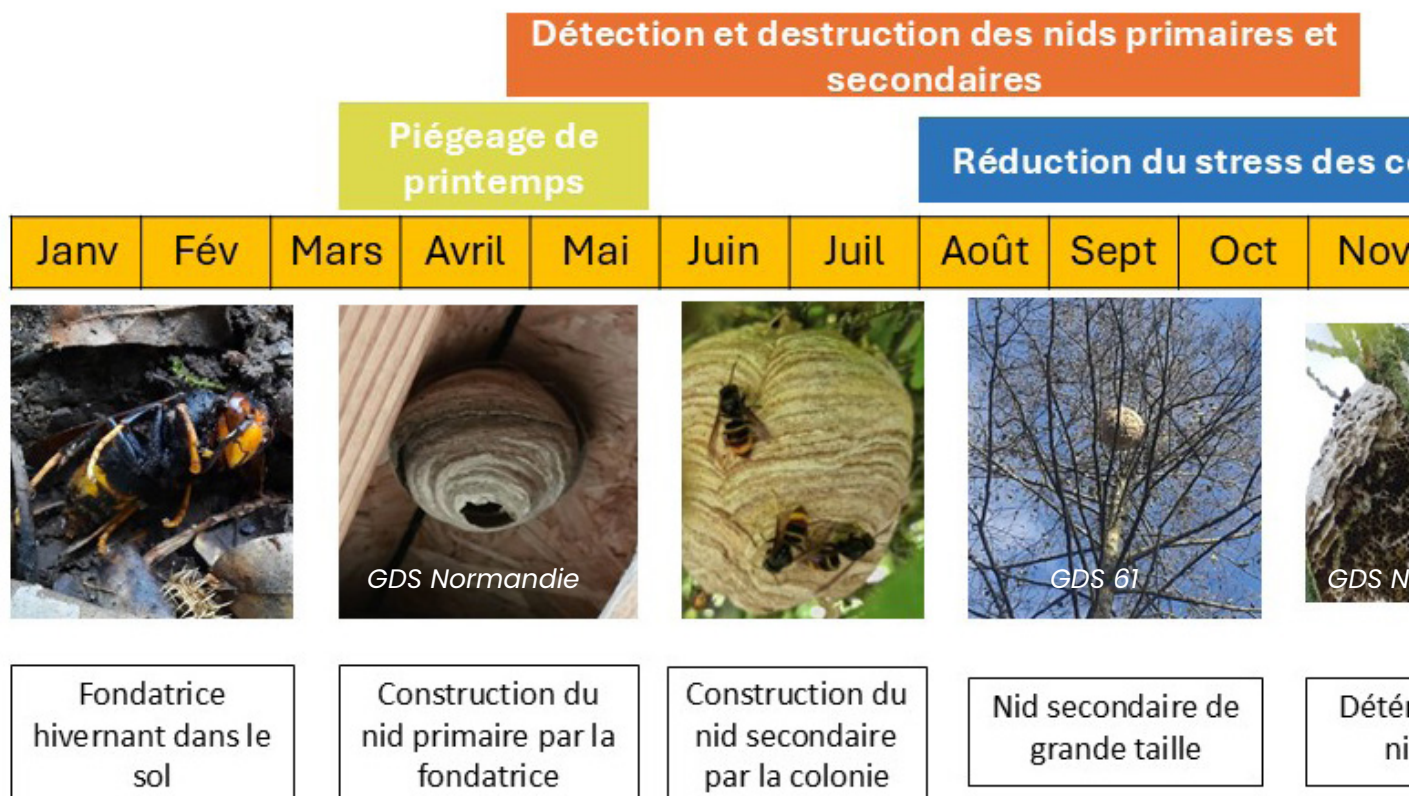 Détection et destruction des nids primaires et
secondaires
Piégeage de
printemps
Réduction du stress des
Janv Fév Mars Avril Mai Juin Juil Août Sept Oct Nov
GDS Normandie
GDS 61
GDS
Fondatrice
hivernant dans le
sol
Construction du
nid primaire par la
fondatrice
Construction du
nid secondaire
par la colonie
Nid secondaire de
grande taille